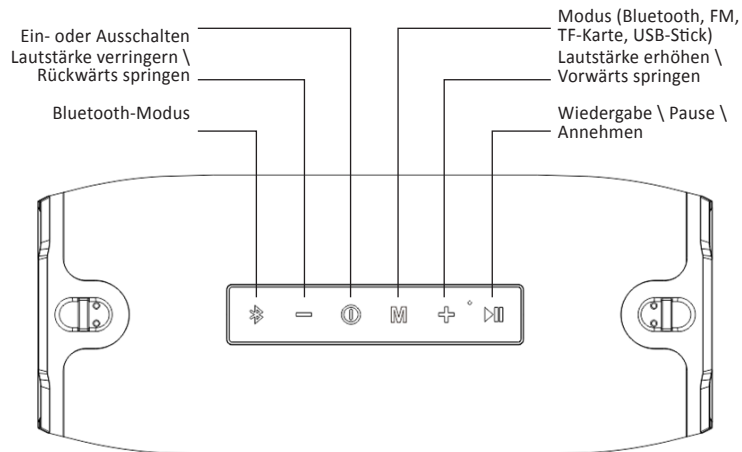 Ein- oder Ausschalten
Lautstärke verringern \
Rückwärts springen
Bluetooth-Modus
Modus (Bluetooth, FM,
TF-Karte, USB-Stick)
Lautstärke erhöhen \
Vorwärts springen
Wiedergabe \ Pause \
Annehmen
M